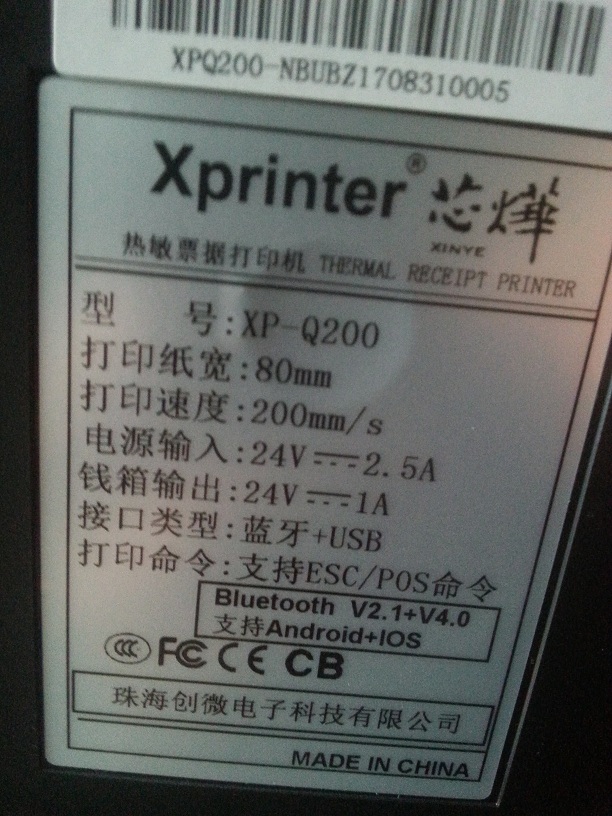 XPQ200-NBUBZ1708310005
Xprinter® 芯烨
XINYE
热敏票据打印机 THERMAL RECEIPT PRINTER
型 号:XP-Q200
打印纸宽:80mm
打印速度:200mm/s
电源输入:24V⎓2.5A
钱箱输出:24V⎓1A
接口类型:蓝牙+USB
打印命令:支持ESC/POS命令
Bluetooth V2.1+V4.0
支持Android+IOS
CCC FC CE CB
珠海创微电子科技有限公司
MADE IN CHINA